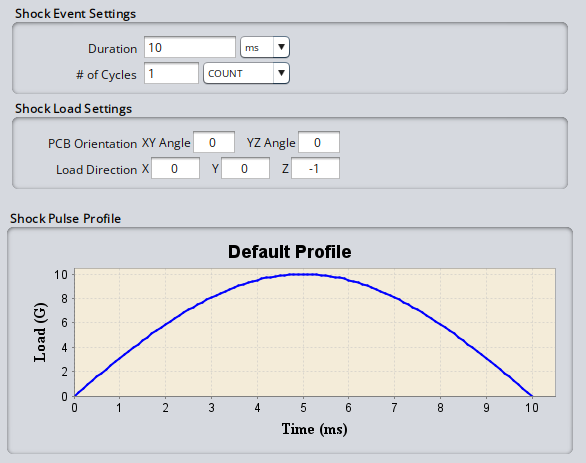 Shock Event Settings
Duration 10 ms
# of Cycles 1 COUNT
Shock Load Settings
PCB Orientation XY Angle 0 YZ Angle 0
Load Direction X 0 Y 0 Z -1
Shock Pulse Profile
Default Profile
Load (G)
10
8
6
4
2
0
0 1 2 3 4 5 6 7 8 9 10
Time (ms)